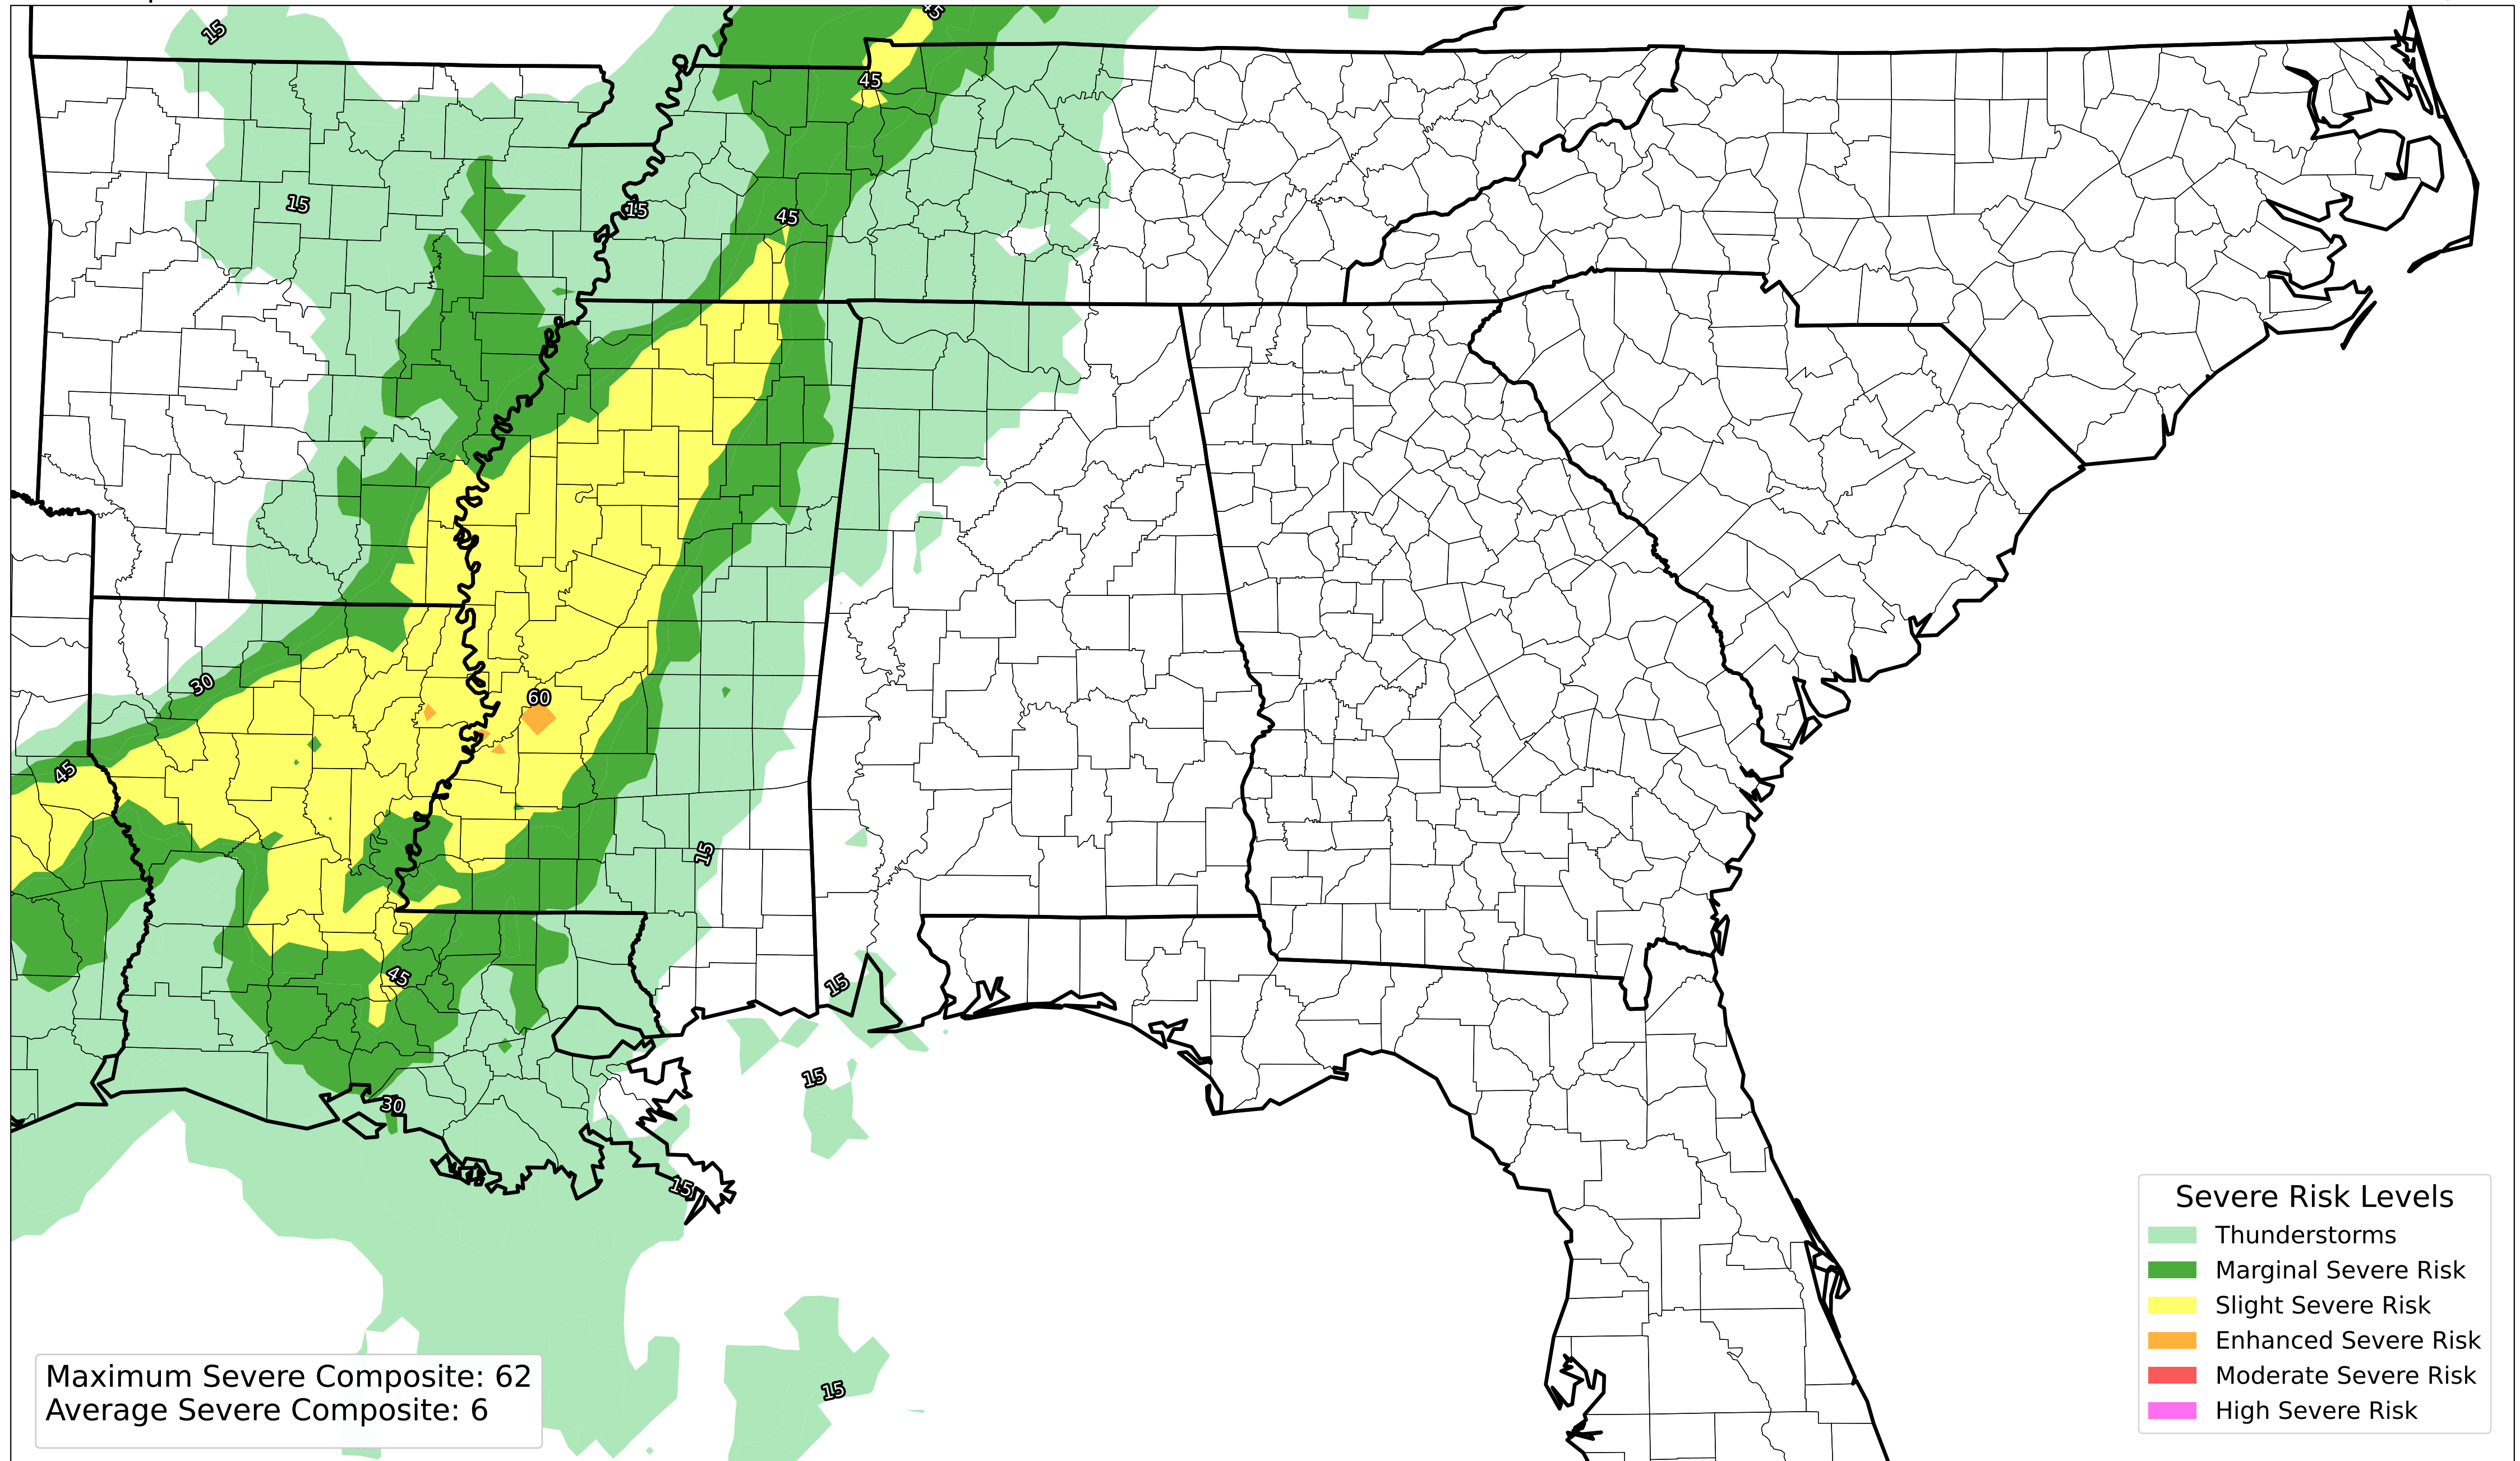 45
15
45
15
15
45
30
60
45
15
45
15
15
30
15
15
Severe Risk Levels
Thunderstorms
Marginal Severe Risk
Slight Severe Risk
Enhanced Severe Risk
Moderate Severe Risk
High Severe Risk
Maximum Severe Composite: 62
Average Severe Composite: 6